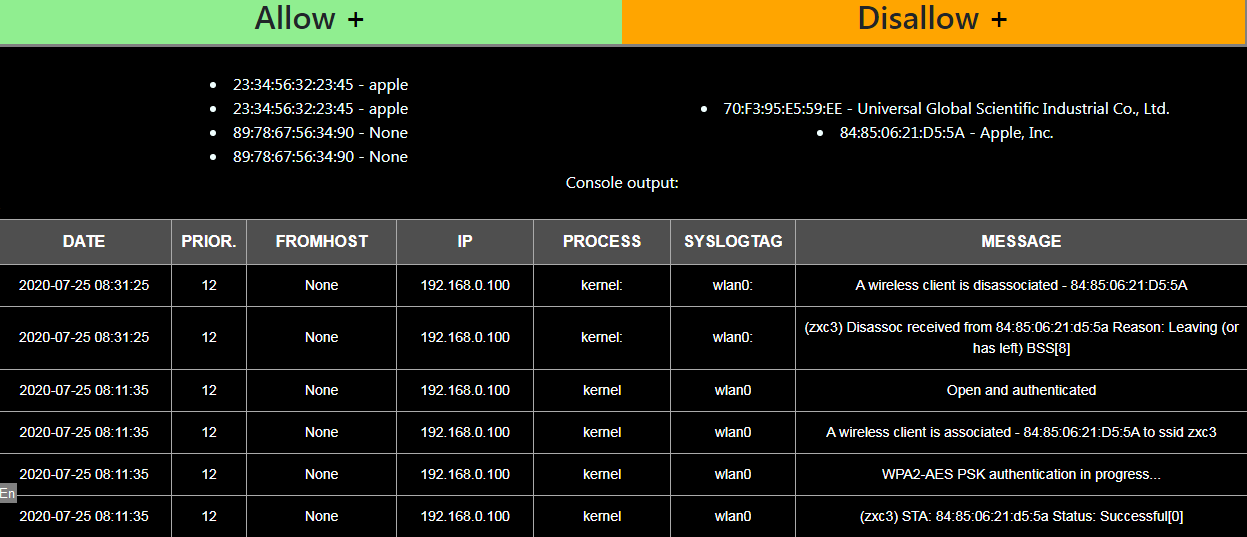 Allow +
Disallow +
23:34:56:32:23:45 - apple
23:34:56:32:23:45 - apple
89:78:67:56:34:90 - None
89:78:67:56:34:90 - None
70:F3:95:E5:59:EE - Universal Global Scientific Industrial Co., Ltd.
84:85:06:21:D5:5A - Apple, Inc.
Console output:
DATE PRIOR. FROMHOST IP PROCESS SYSLOGTAG MESSAGE
2020-07-25 08:31:25 12 None 192.168.0.100 kernel: wlan0: A wireless client is disassociated - 84:85:06:21:D5:5A
2020-07-25 08:31:25 12 None 192.168.0.100 kernel: wlan0: (zxc3) Disassoc received from 84:85:06:21:d5:5a Reason: Leaving (or
has left) BSS[8]
2020-07-25 08:11:35 12 None 192.168.0.100 kernel wlan0 Open and authenticated
2020-07-25 08:11:35 12 None 192.168.0.100 kernel wlan0 A wireless client is associated - 84:85:06:21:D5:5A to ssid zxc3
2020-07-25 08:11:35 12 None 192.168.0.100 kernel wlan0 WPA2-AES PSK authentication in progress...
En
2020-07-25 08:11:35 12 None 192.168.0.100 kernel wlan0 (zxc3) STA: 84:85:06:21:d5:5a Status: Successful[0]